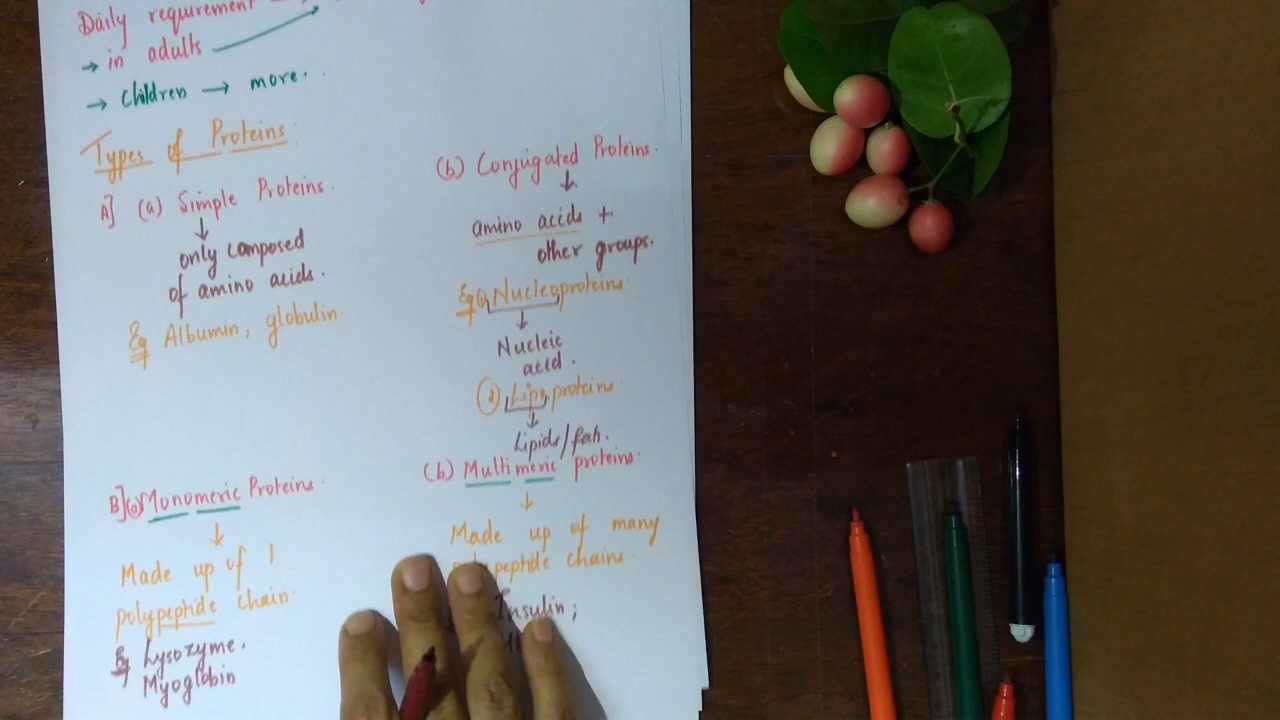 Daily requirement
→ in adults
→ Children → more..
Types of Proteins:
A] (a) Simple Proteins.
↓
only composed
of amino acids.
Eg Albumin, globulin.
(b) Conjugated Proteins.
↓
amino acids +
other groups.
Eg ① Nucleoproteins.
↓
Nucleic
acid.
② Lipoproteins.
↓
Lipids/fats.
B] (a) Monomeric Proteins.
↓
Made up of 1
polypeptide chain.
Eg Lysozyme.
Myoglobin
(b) Multimeric proteins.
↓
Made up of many
polypeptide chains.
Insulin;